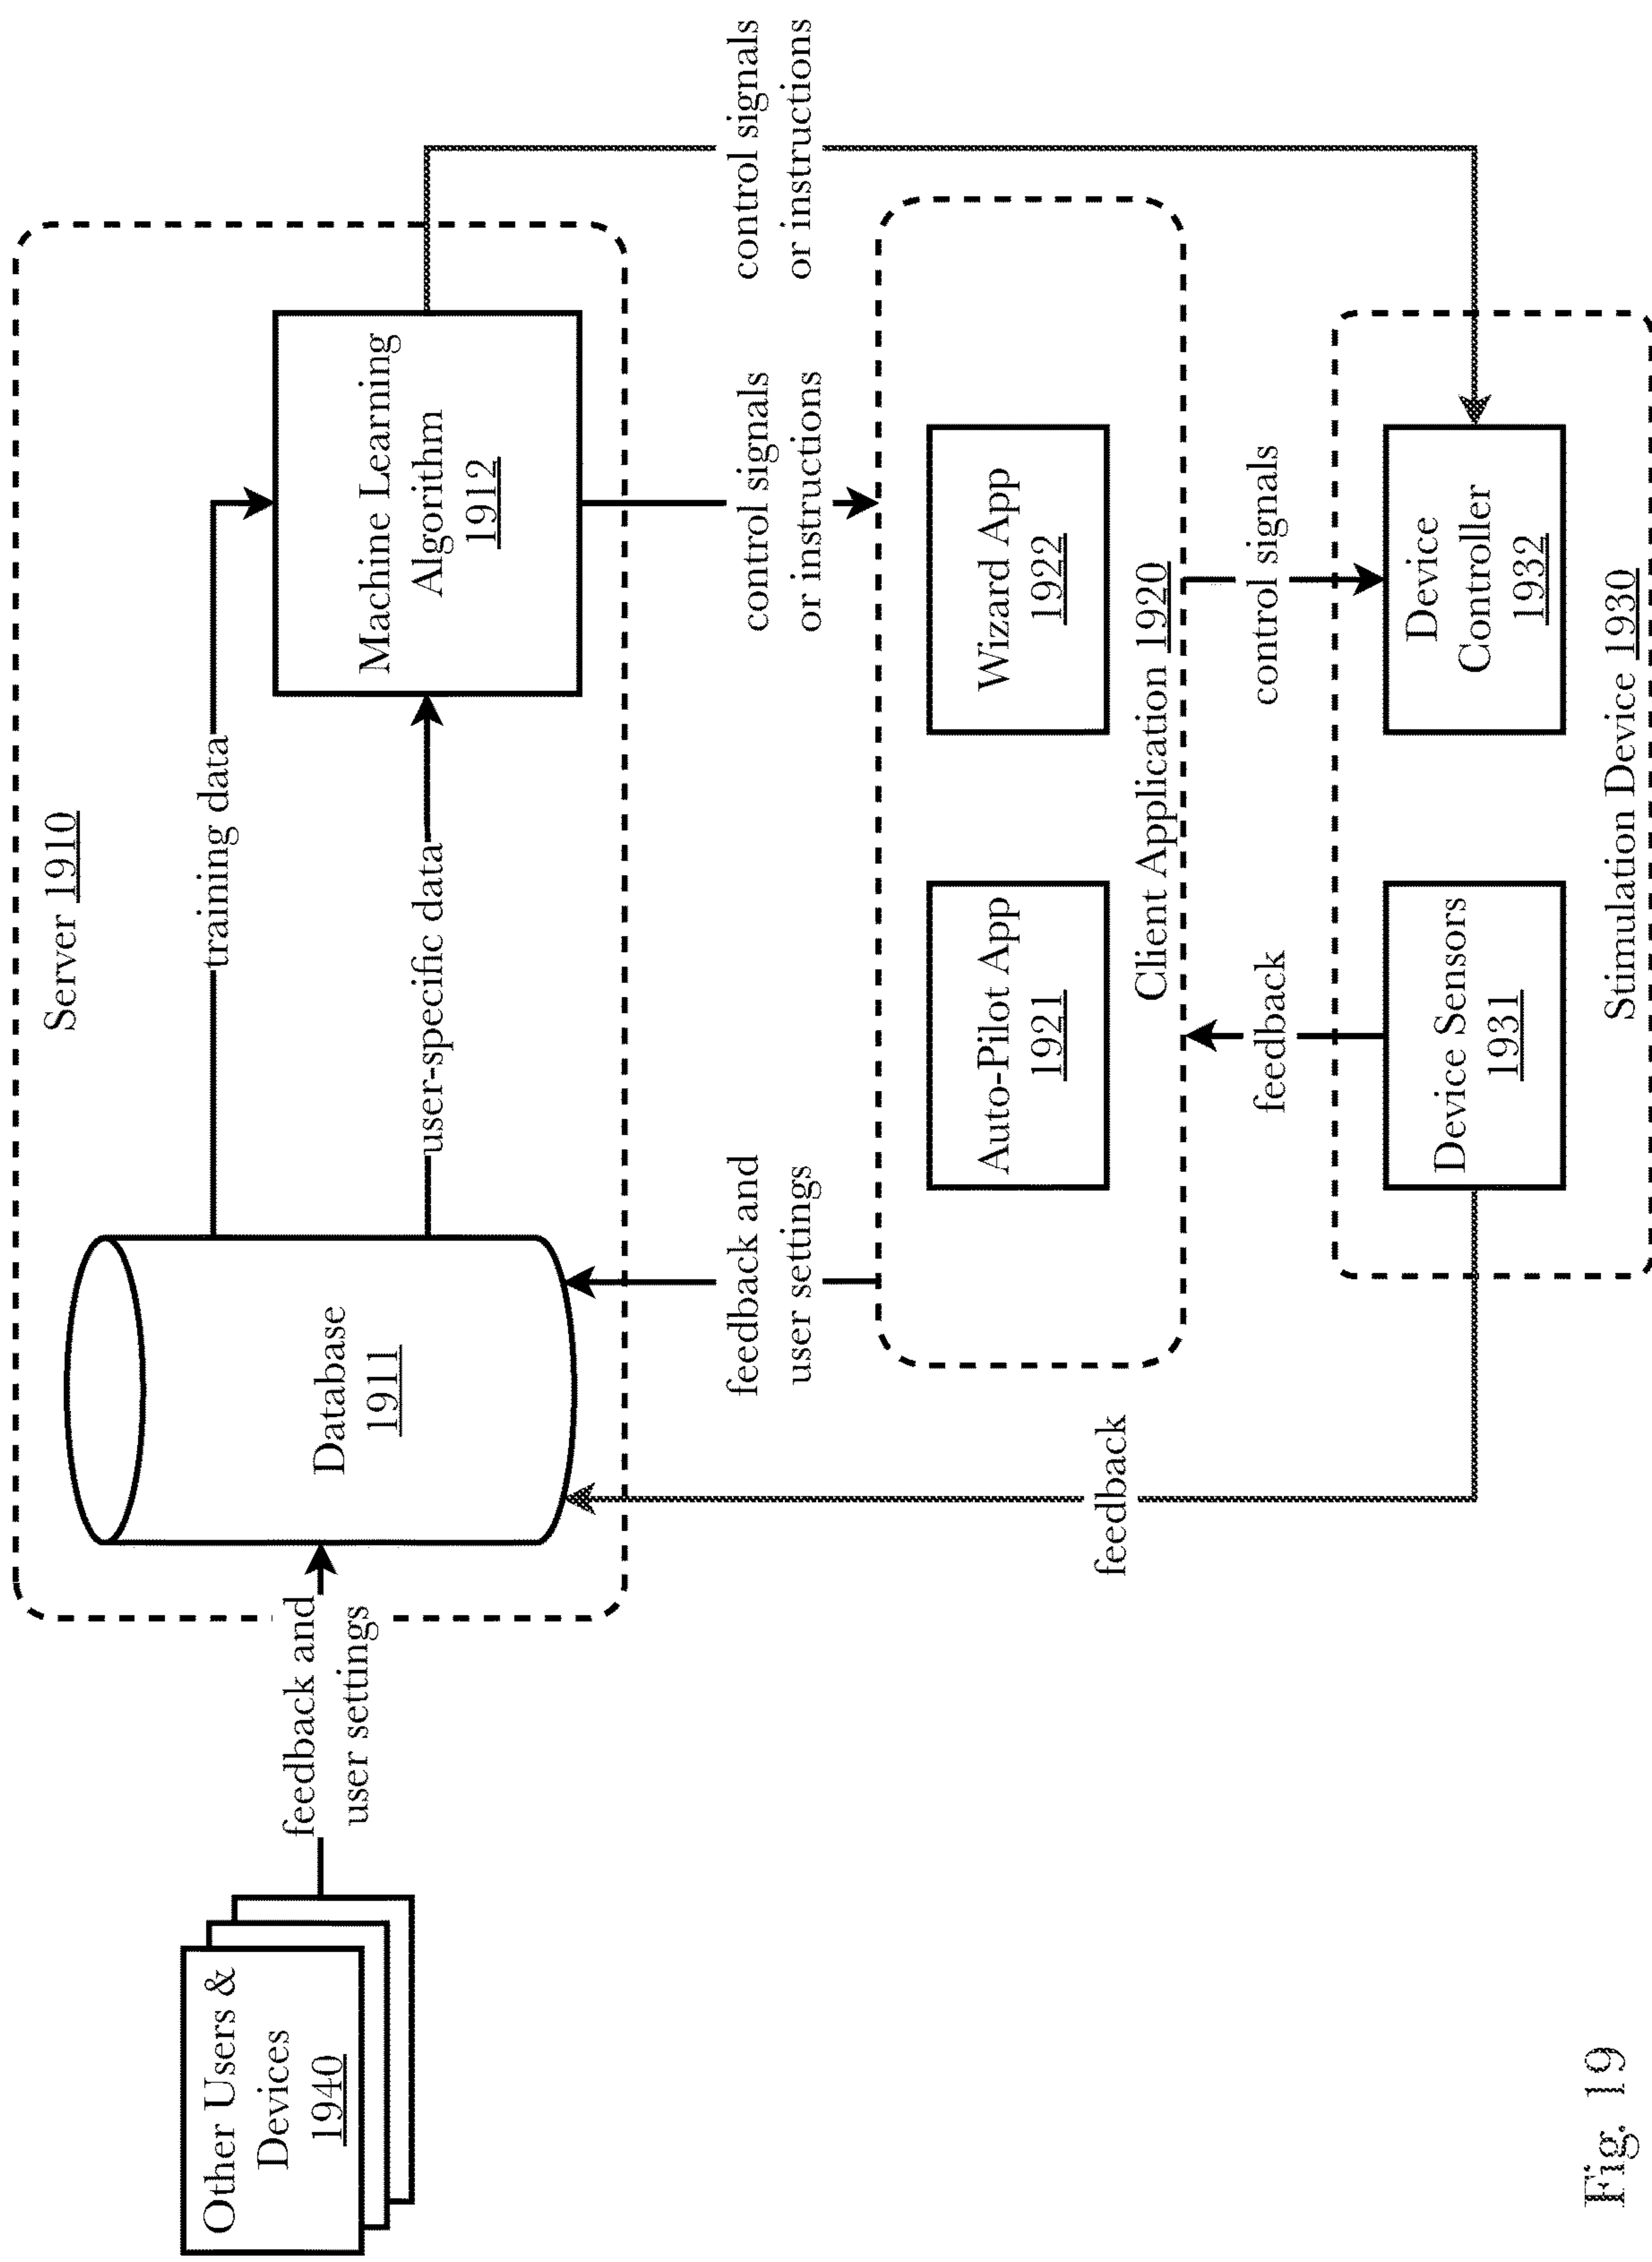 Server 1910
training data
Other Users &
Devices
1940
feedback and
user settings
Database
1911
user-specific data
Machine Learning
Algorithm
1912
feedback and
user settings
control signals
or instructions
control signals
or instructions
Auto-Pilot App
1921
Wizard App
1922
Client Application 1920
feedback
feedback
control signals
Device Sensors
1931
Device
Controller
1932
Stimulation Device 1930
Fig. 19